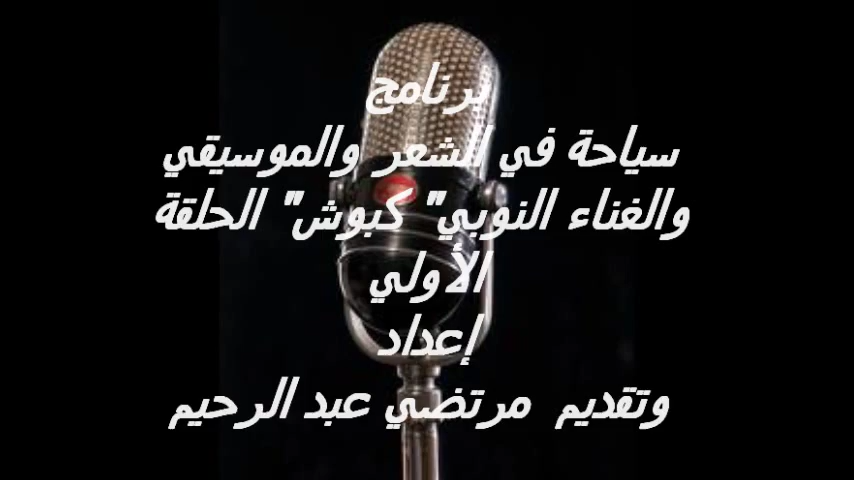 برنامج
سياحة في الشعر والموسيقي
والغناء النوبي" كبوش" الحلقة
الأولي
إعداد
وتقديم مرتضي عبد الرحيم